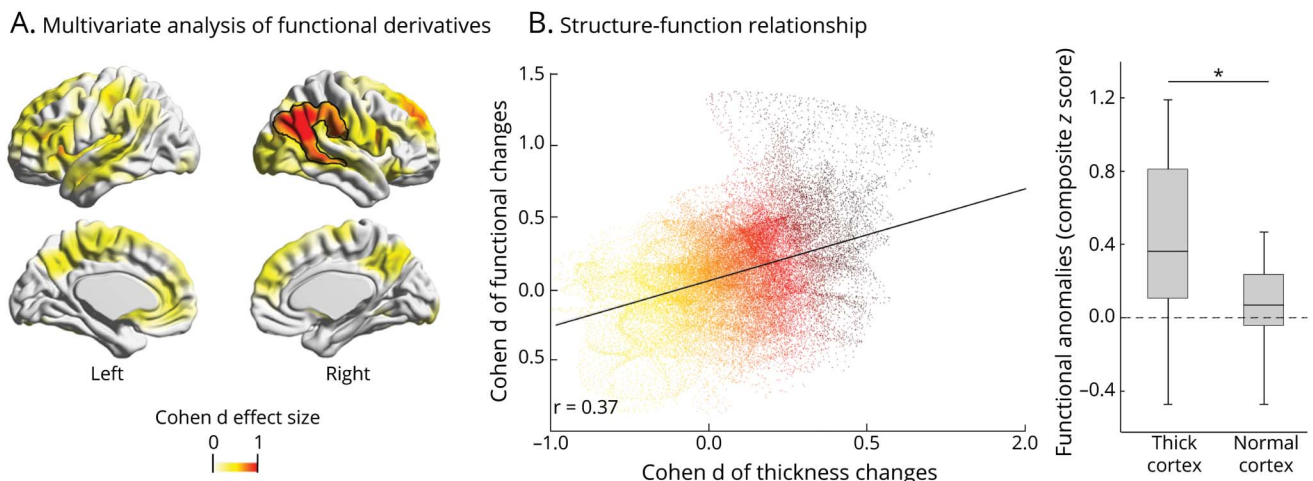 A. Multivariate analysis of functional derivatives
Left
Right
Cohen d effect size
0
1
B. Structure-function relationship
Cohen d of functional changes
1.5
1.0
0.5
0.0
0.5
r = 0.37
−1.0
0.0
0.5
2.0
Cohen d of thickness changes
Functional anomalies (composite z score)
1.2
0.8
0.4
0.0
−0.4
*
Thick
cortex
Normal
cortex